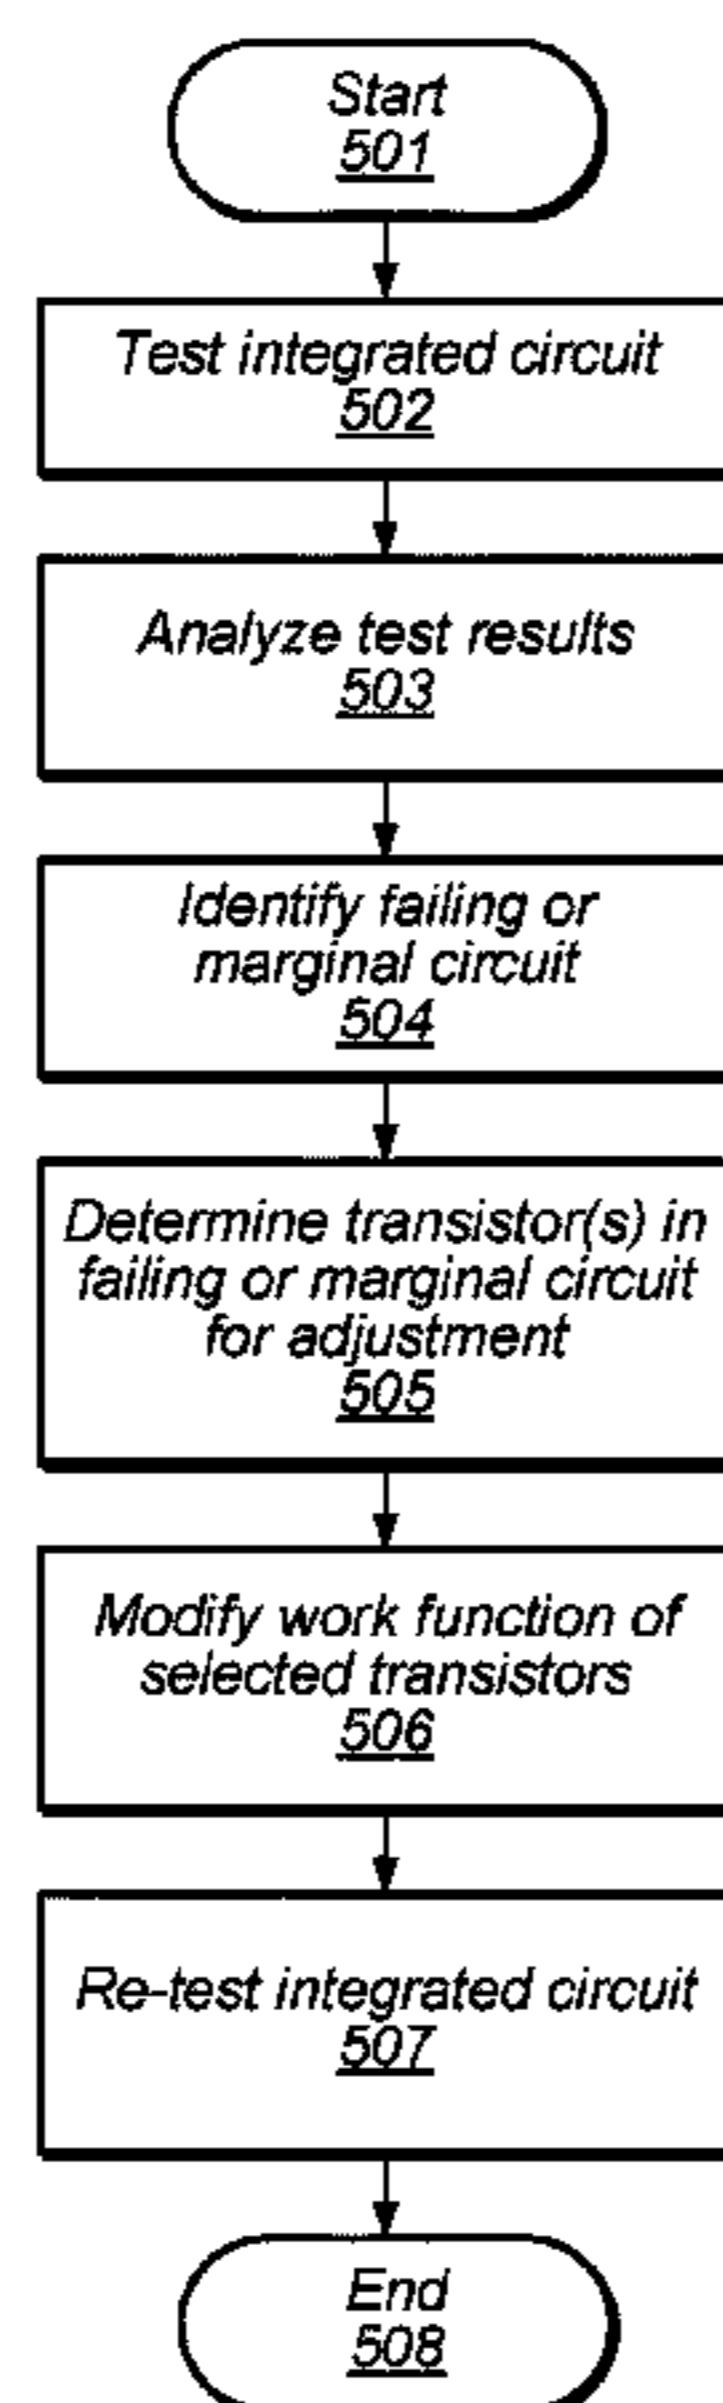 Start
501
Test integrated circuit
502
Analyze test results
503
Identify failing or
marginal circuit
504
Determine transistor(s) in
failing or marginal circuit
for adjustment
505
Modify work function of
selected transistors
506
Re-test integrated circuit
507
End
508